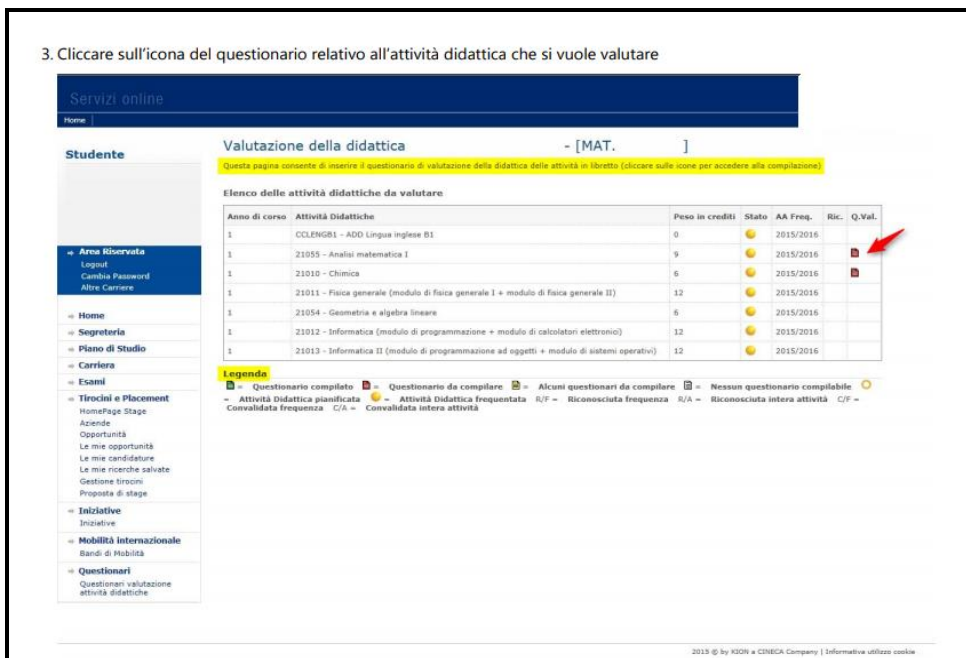 3. Cliccare sull'icona del questionario relativo all'attività didattica che si vuole valutare
Servizi online
Home
Studente
Area Riservata
Logout
Cambia Password
Altre Carriere
Home
Segreteria
Piano di Studio
Carriera
Esami
Tirocini e Placement
HomePage Stage
Aziende
Opportunità
Le mie opportunità
Le mie candidature
Le mie ricerche salvate
Gestione tirocini
Proposta di stage
Iniziative
Iniziative
Mobilità internazionale
Bandi di Mobilità
Questionari
Questionari valutazione
attività didattiche
Valutazione della didattica - [MAT. ]
Questa pagina consente di inserire il questionario di valutazione della didattica delle attività in libretto (cliccare sulle icone per accedere alla compilazione)
Elenco delle attività didattiche da valutare
Anno di corso Attività Didattiche Peso in crediti Stato AA Freq. Ric. Q.Val.
1 CCLENGB1 - ADD Lingua inglese B1 0 2015/2016
1 21055 - Analisi matematica I 9 2015/2016
1 21010 - Chimica 6 2015/2016
1 21011 - Fisica generale (modulo di fisica generale I + modulo di fisica generale II) 12 2015/2016
1 21054 - Geometria e algebra lineare 6 2015/2016
1 21012 - Informatica (modulo di programmazione + modulo di calcolatori elettronici) 12 2015/2016
1 21013 - Informatica II (modulo di programmazione ad oggetti + modulo di sistemi operativi) 12 2015/2016
Legenda
= Questionario compilato = Questionario da compilare = Alcuni questionari da compilare = Nessun questionario compilabile
= Attività Didattica pianificata = Attività Didattica frequentata R/F = Riconosciuta frequenza R/A = Riconosciuta intera attività C/F =
Convalidata frequenza C/A = Convalidata intera attività
2015 © by KION a CINECA Company | Informativa utilizzo cookie